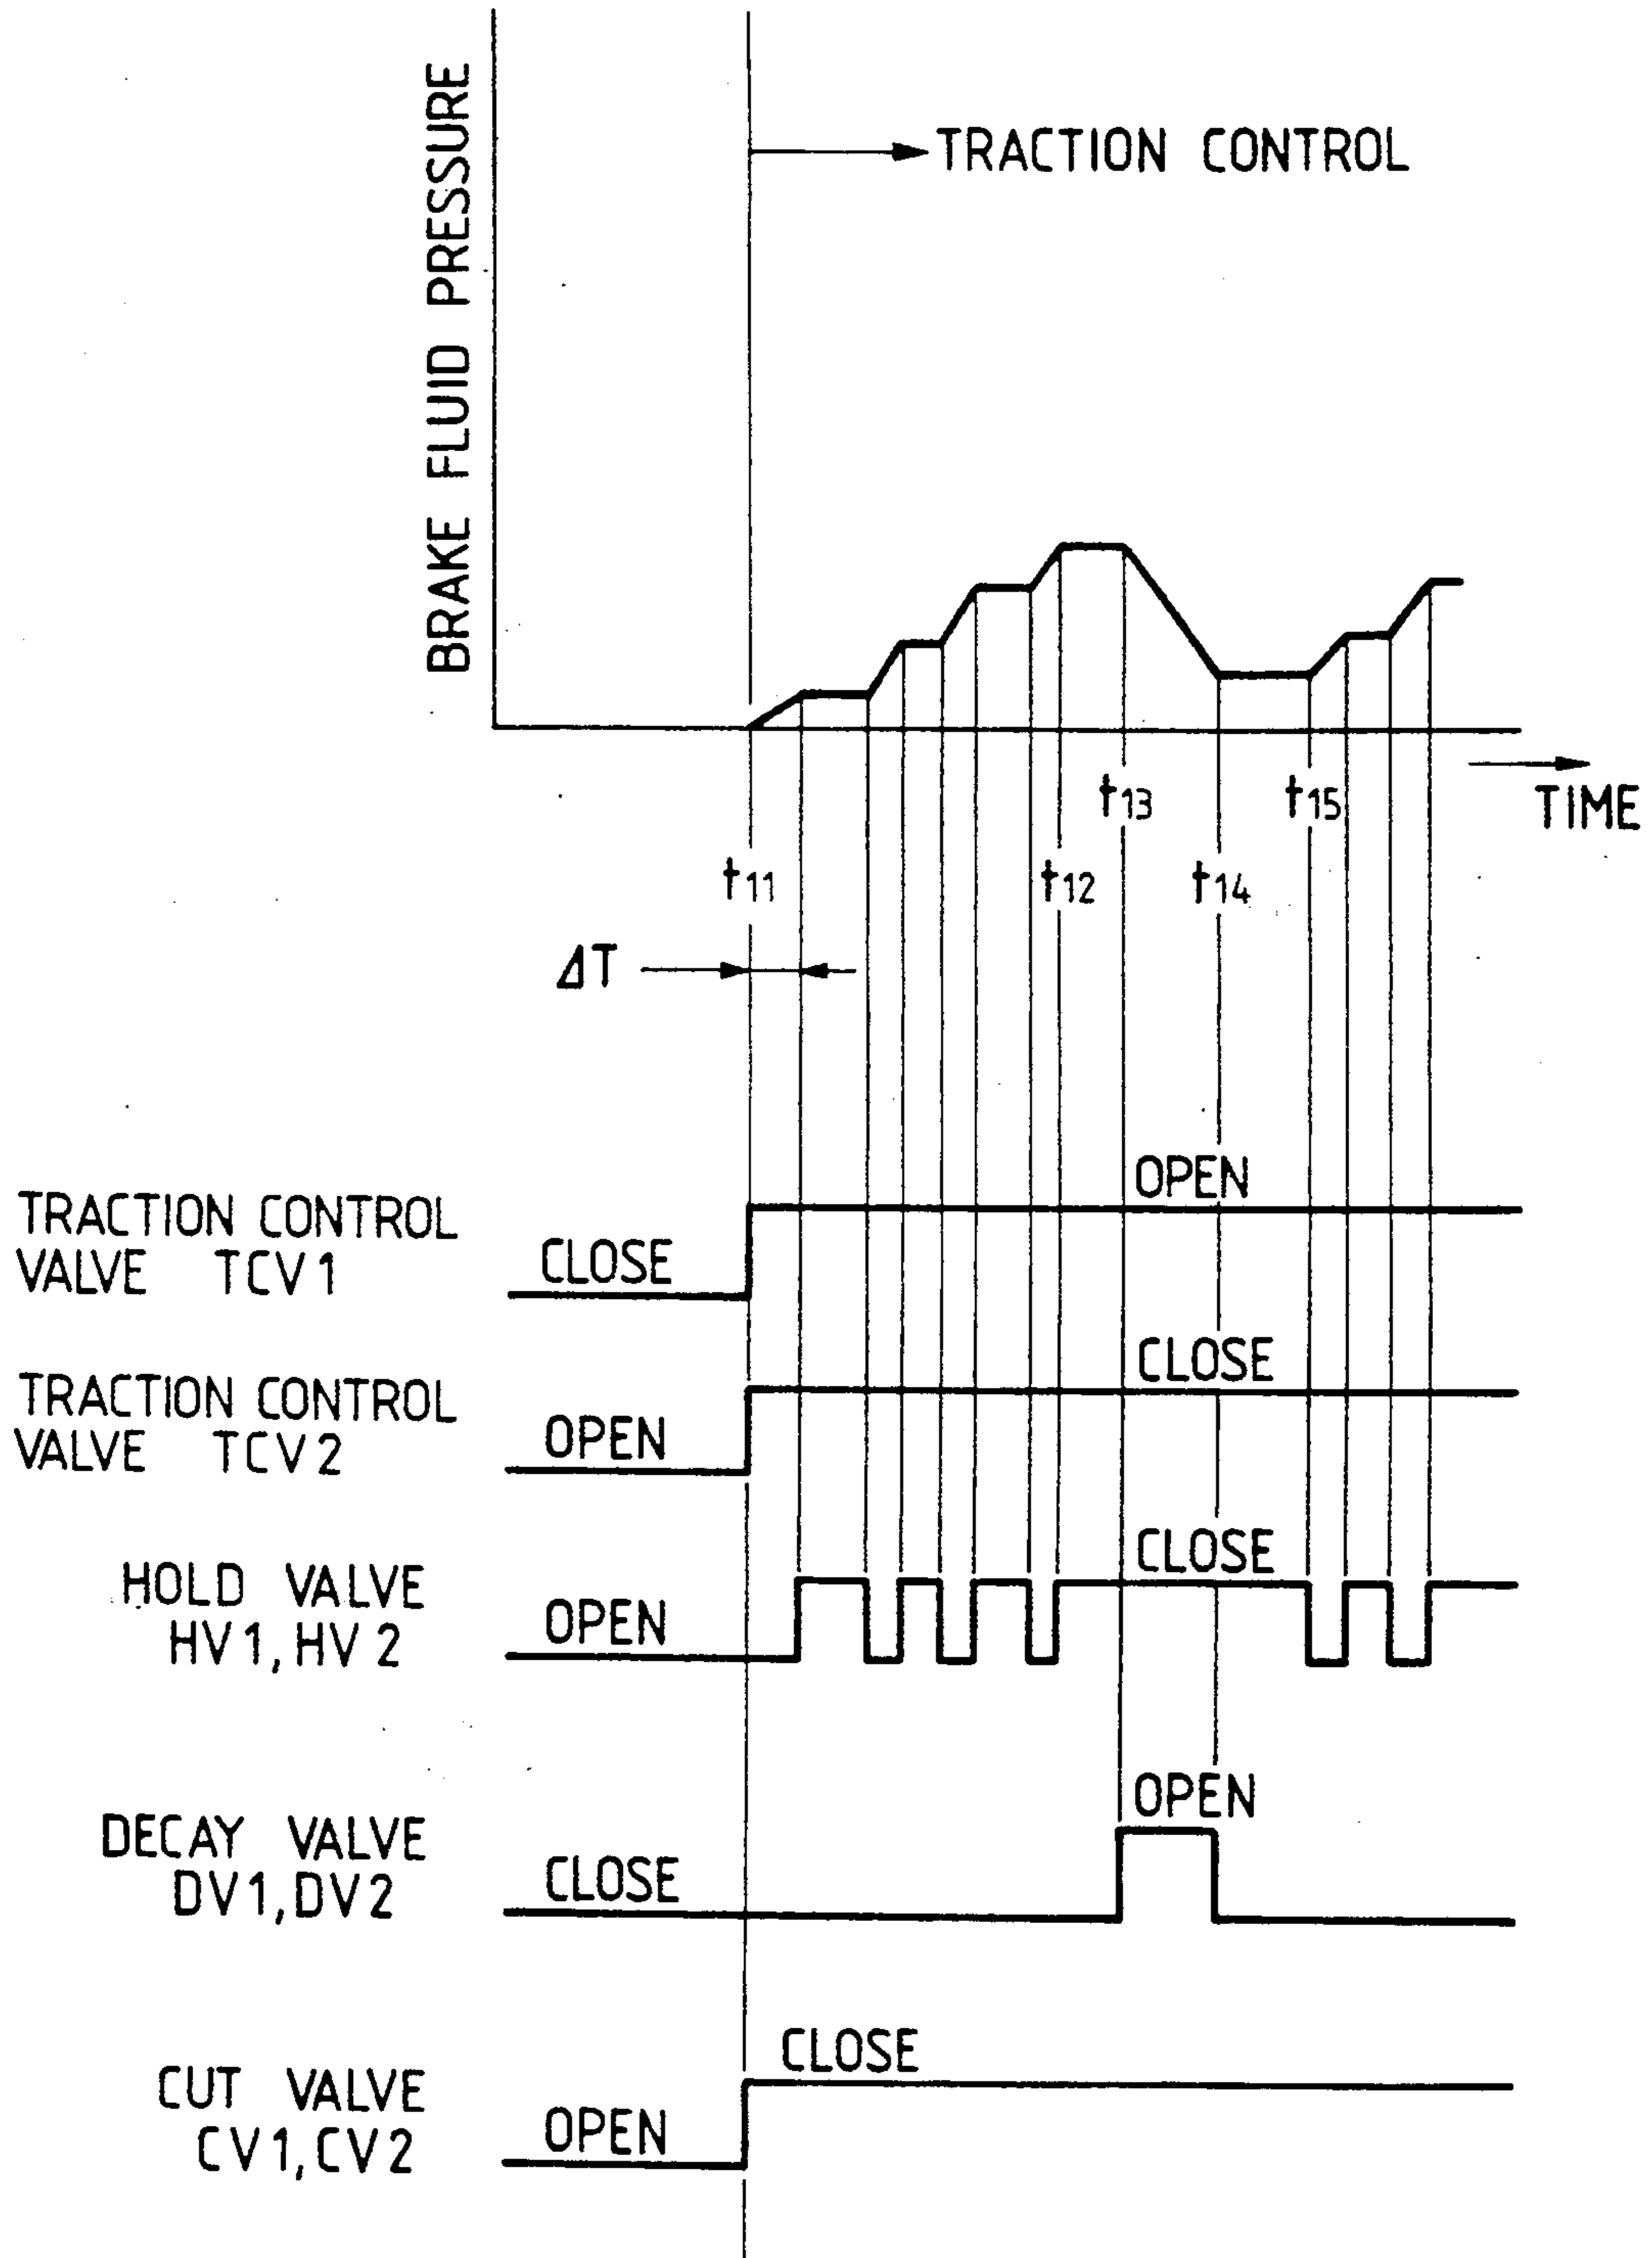 BRAKE FLUID PRESSURE
TRACTION CONTROL
t13
t15
TIME
t11
t12
t14
ΔT
OPEN
TRACTION CONTROL
VALVE TCV1
CLOSE
CLOSE
TRACTION CONTROL
VALVE TCV2
OPEN
CLOSE
HOLD VALVE
HV1, HV2
OPEN
OPEN
DECAY VALVE
DV1, DV2
CLOSE
CLOSE
CUT VALVE
CV1, CV2
OPEN